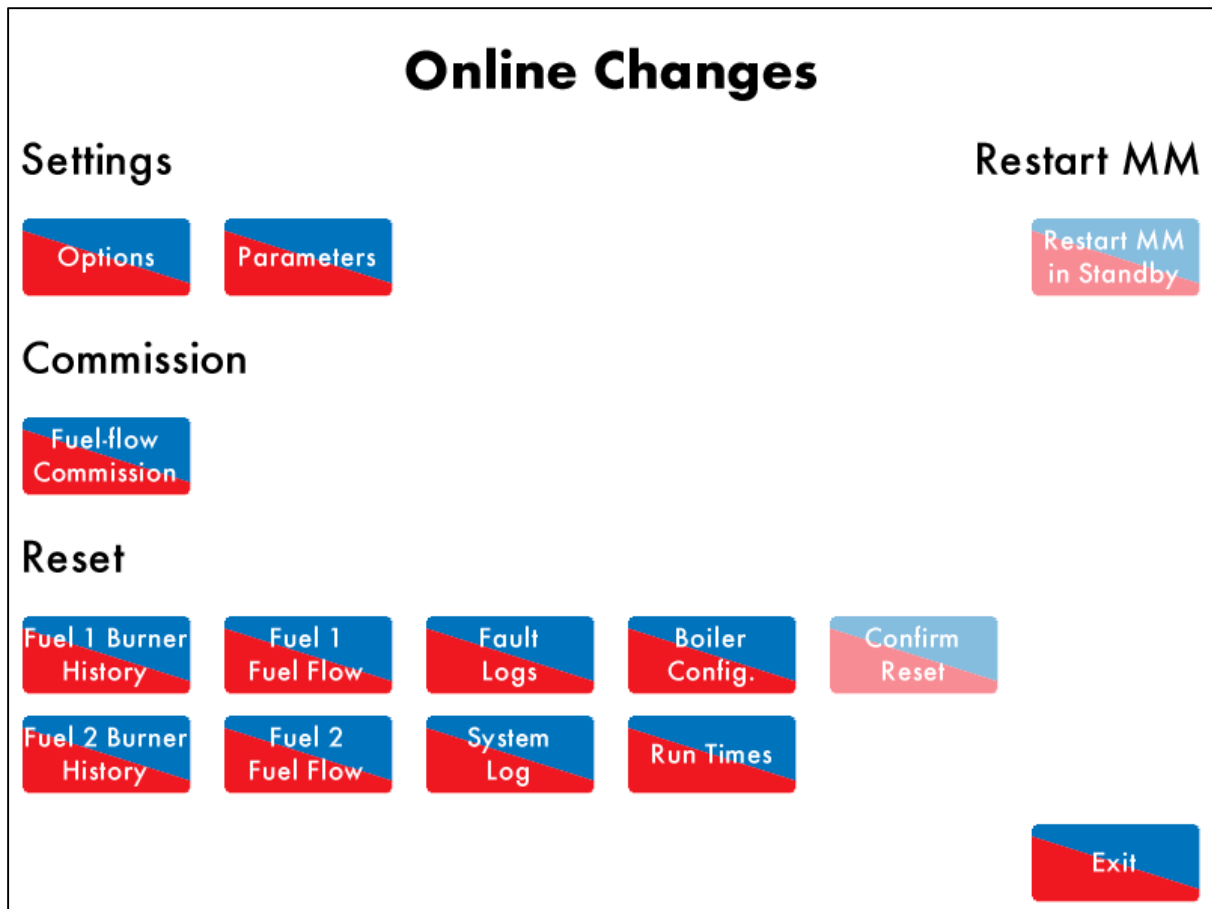 Online Changes
Settings
Restart MM
Options
Parameters
Restart MM
in Standby
Commission
Fuel-flow
Commission
Reset
Fuel 1 Burner
History
Fuel 1
Fuel Flow
Fault
Logs
Boiler
Config.
Confirm
Reset
Fuel 2 Burner
History
Fuel 2
Fuel Flow
System
Log
Run Times
Exit